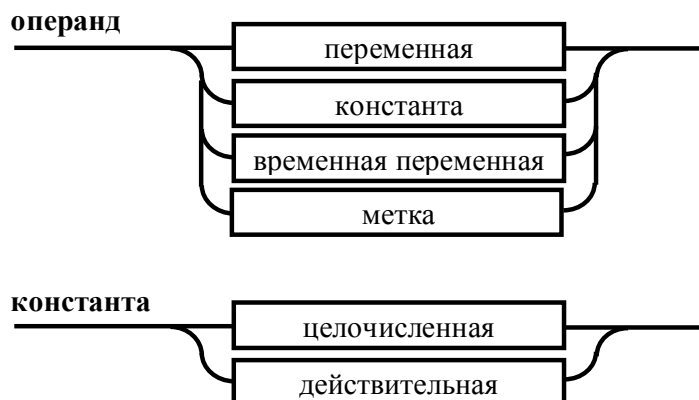 операнд
переменная
константа
временная переменная
метка
константа
целочисленная
действительная